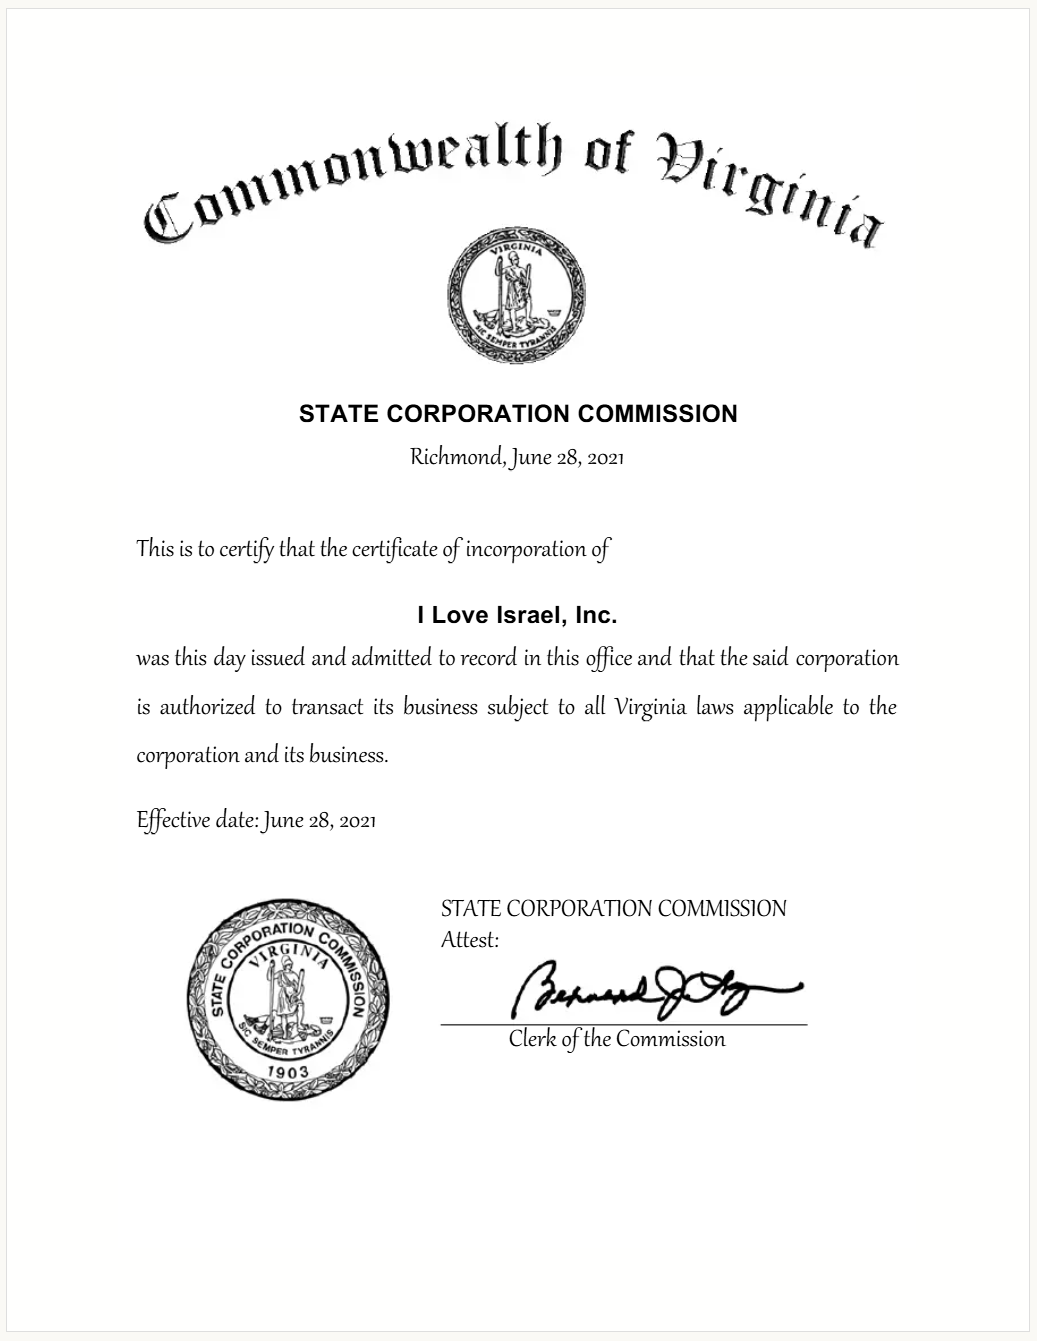 Commonwealth of Virginia
VIRGINIA
SIC SEMPER TYRANNIS
STATE CORPORATION COMMISSION
Richmond, June 28, 2021
This is to certify that the certificate of incorporation of
I Love Israel, Inc.
was this day issued and admitted to record in this office and that the said corporation
is authorized to transact its business subject to all Virginia laws applicable to the
corporation and its business.
Effective date: June 28, 2021
STATE CORPORATION COMMISSION
VIRGINIA
SIC SEMPER TYRANNIS
1903
STATE CORPORATION COMMISSION
Attest:
Bernard J.
Clerk of the Commission